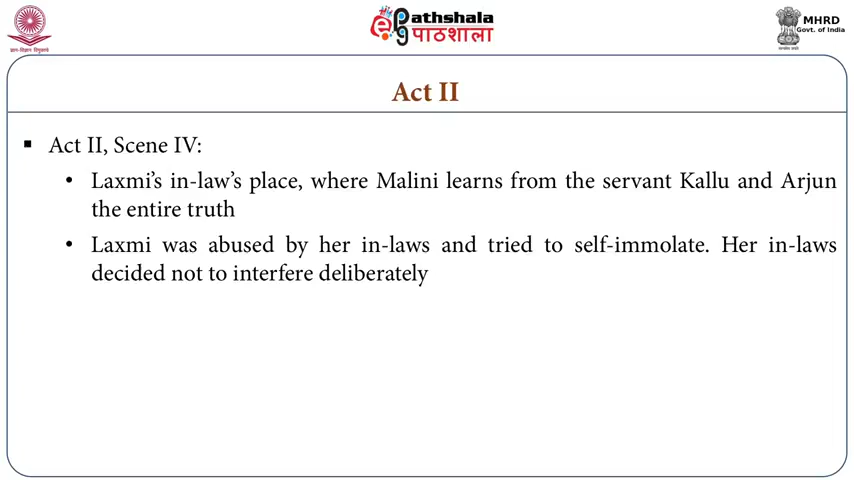 Pathshala
पाठशाला
MHRD
Govt. of India
Act II
Act II, Scene IV:
Laxmi's in-law's place, where Malini learns from the servant Kallu and Arjun
the entire truth
Laxmi was abused by her in-laws and tried to self-immolate. Her in-laws
decided not to interfere deliberately